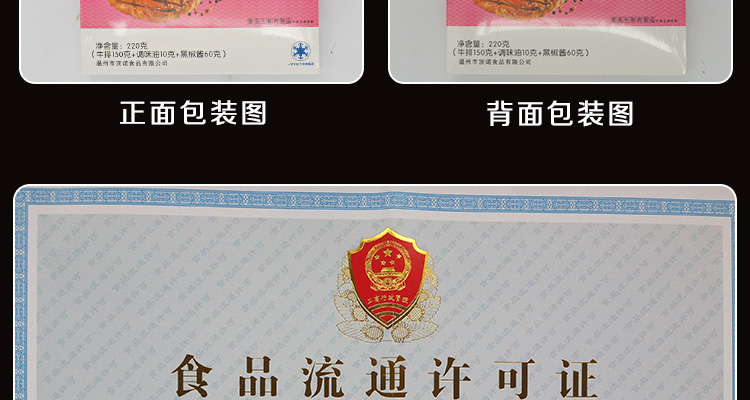 净含量：220克
（牛排150克+调味油10克+黑椒酱60克）
温州市顶诺食品有限公司
净含量：220克
（牛排150克+调味油10克+黑椒酱60克）
温州市顶诺食品有限公司
正面包装图
背面包装图
工商行政管理
食品流通许可证